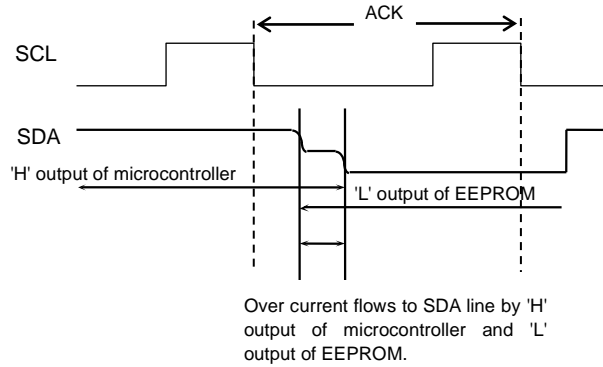 ACK
SCL
SDA
'H' output of microcontroller
'L' output of EEPROM
Over current flows to SDA line by 'H'
output of microcontroller and 'L'
output of EEPROM.